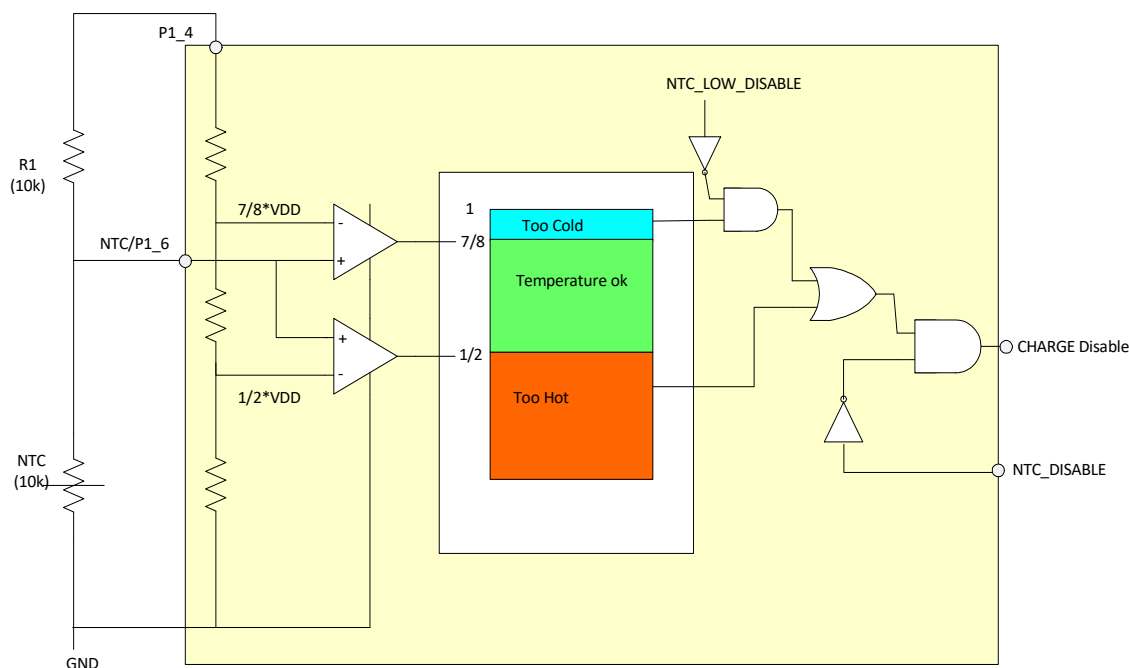 P1_4
NTC_LOW_DISABLE
R1
(10k)
7/8*VDD
-
+
1
Too Cold
7/8
NTC/P1_6
Temperature ok
+
-
1/2
CHARGE Disable
1/2*VDD
Too Hot
NTC
(10k)
NTC_DISABLE
GND